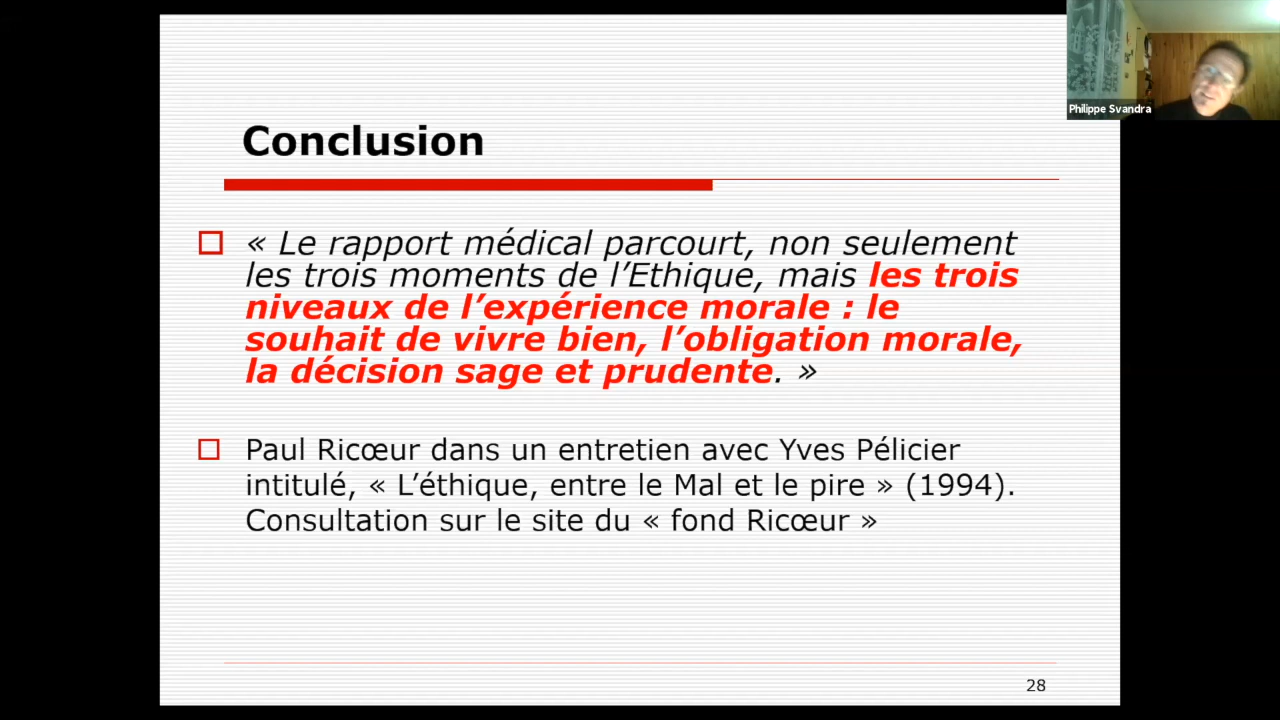 Philippe Svandra
Conclusion
« Le rapport médical parcourt, non seulement
les trois moments de l’Ethique, mais les trois
niveaux de l’expérience morale : le
souhait de vivre bien, l’obligation morale,
la décision sage et prudente. »
Paul Ricœur dans un entretien avec Yves Pélicier
intitulé, « L’éthique, entre le Mal et le pire » (1994).
Consultation sur le site du « fond Ricœur »
28